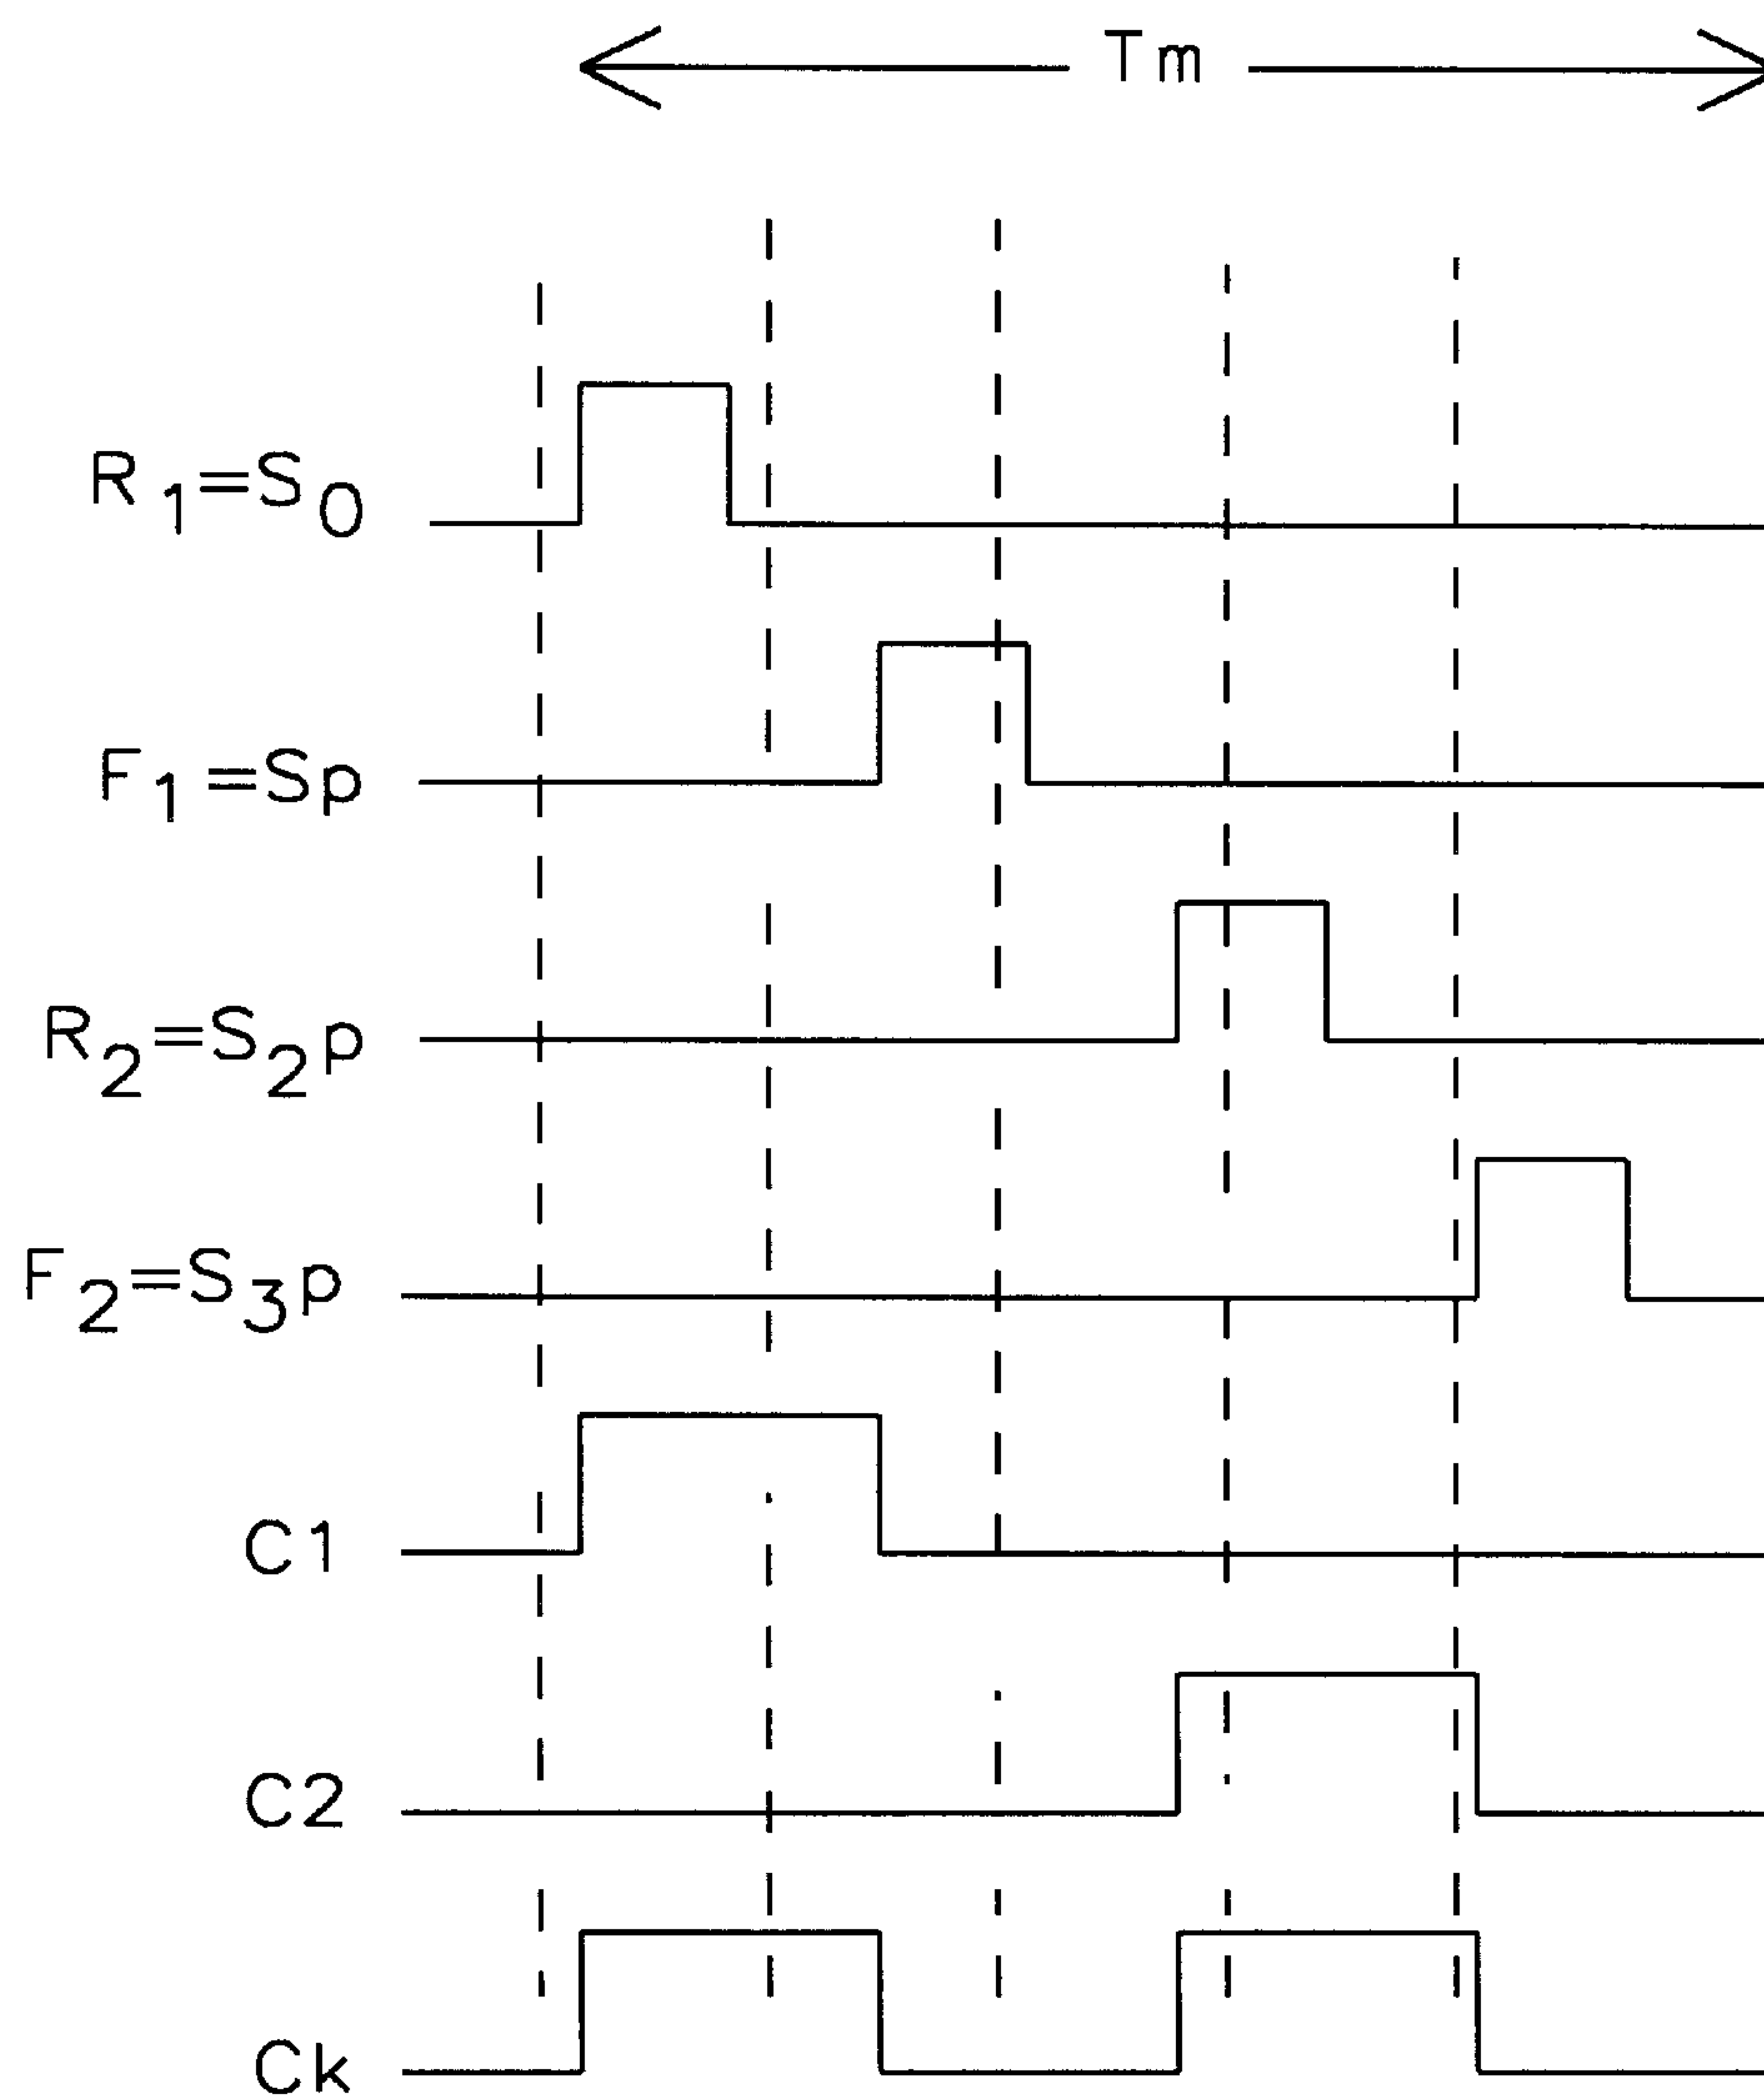 Tm
R₁=S₀
F₁=Sp
R₂=S₂p
F₂=S₃p
C1
C2
Ck